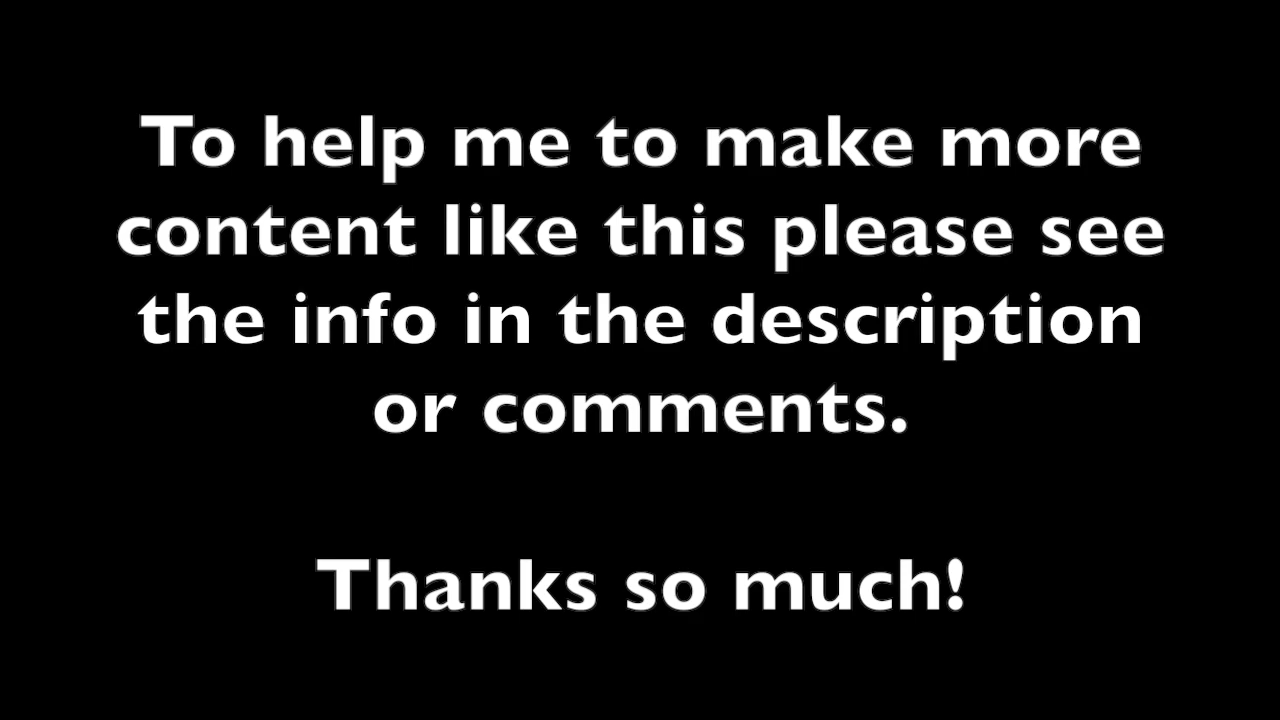 To help me to make more
content like this please see
the info in the description
or comments.
Thanks so much!